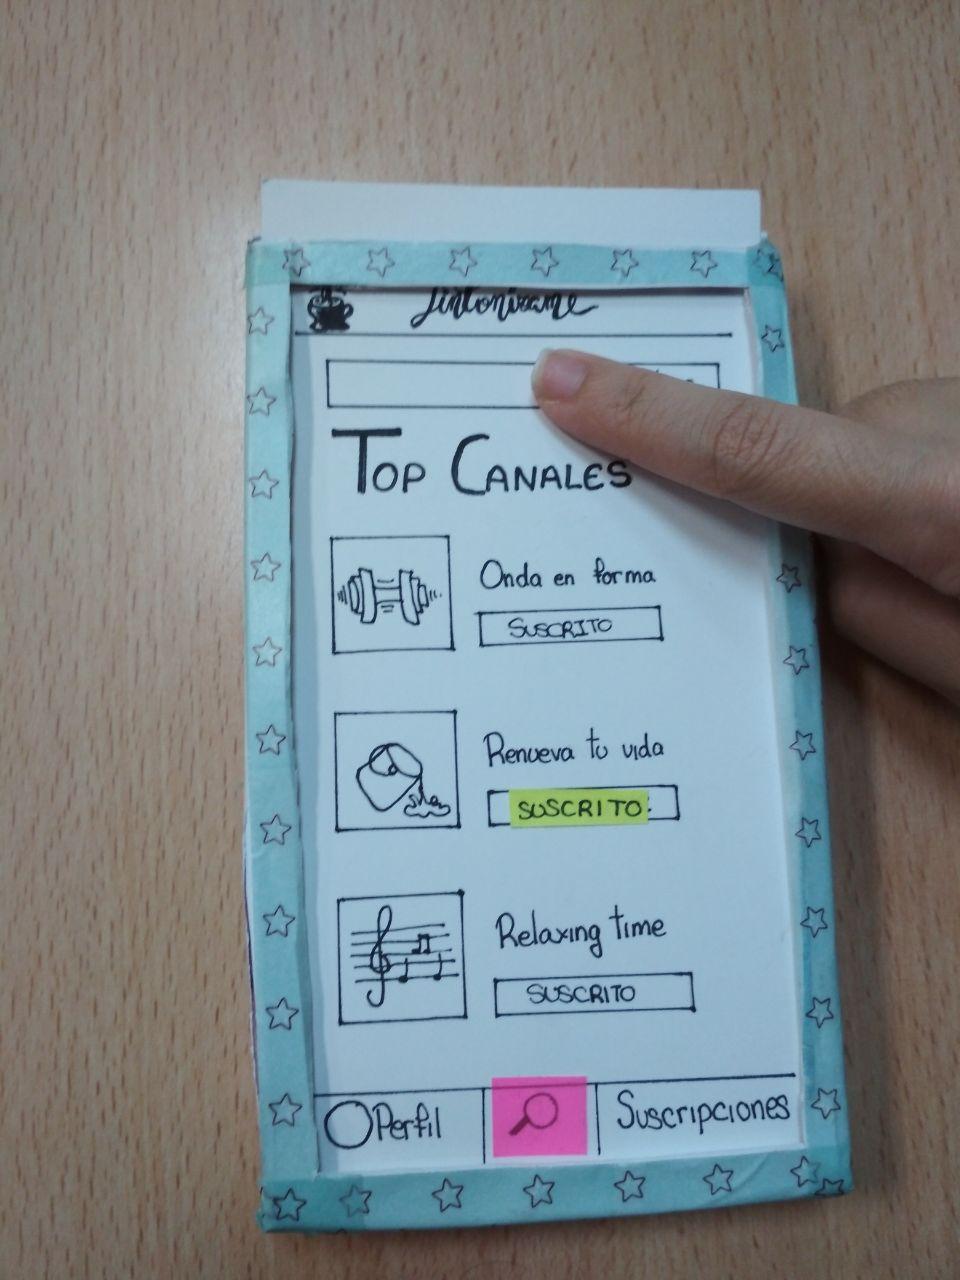 Sintonízame
TOP CANALES
Onda en forma
SUSCRITO
Renueva tu vida
SUSCRITO
Relaxing time
SUSCRITO
Perfil
Suscripciones